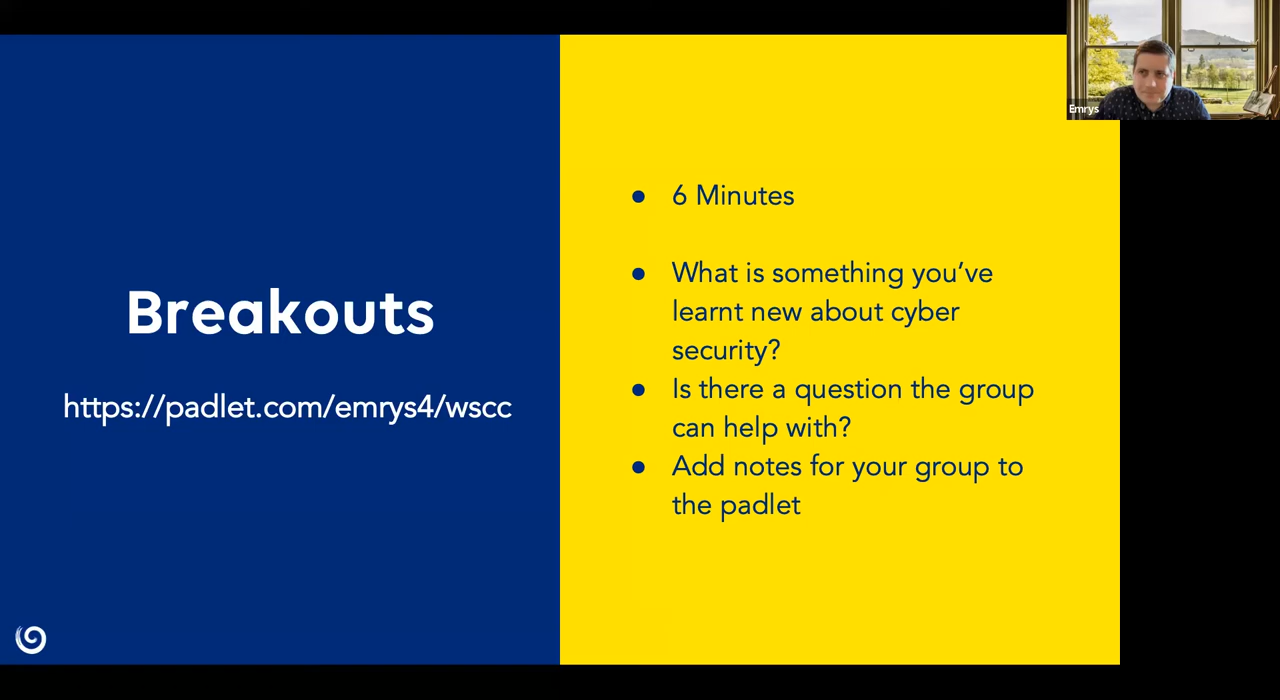 Breakouts
https://padlet.com/emrys4/wscc
● 6 Minutes
● What is something you’ve
learnt new about cyber
security?
● Is there a question the group
can help with?
● Add notes for your group to
the padlet
Emrys